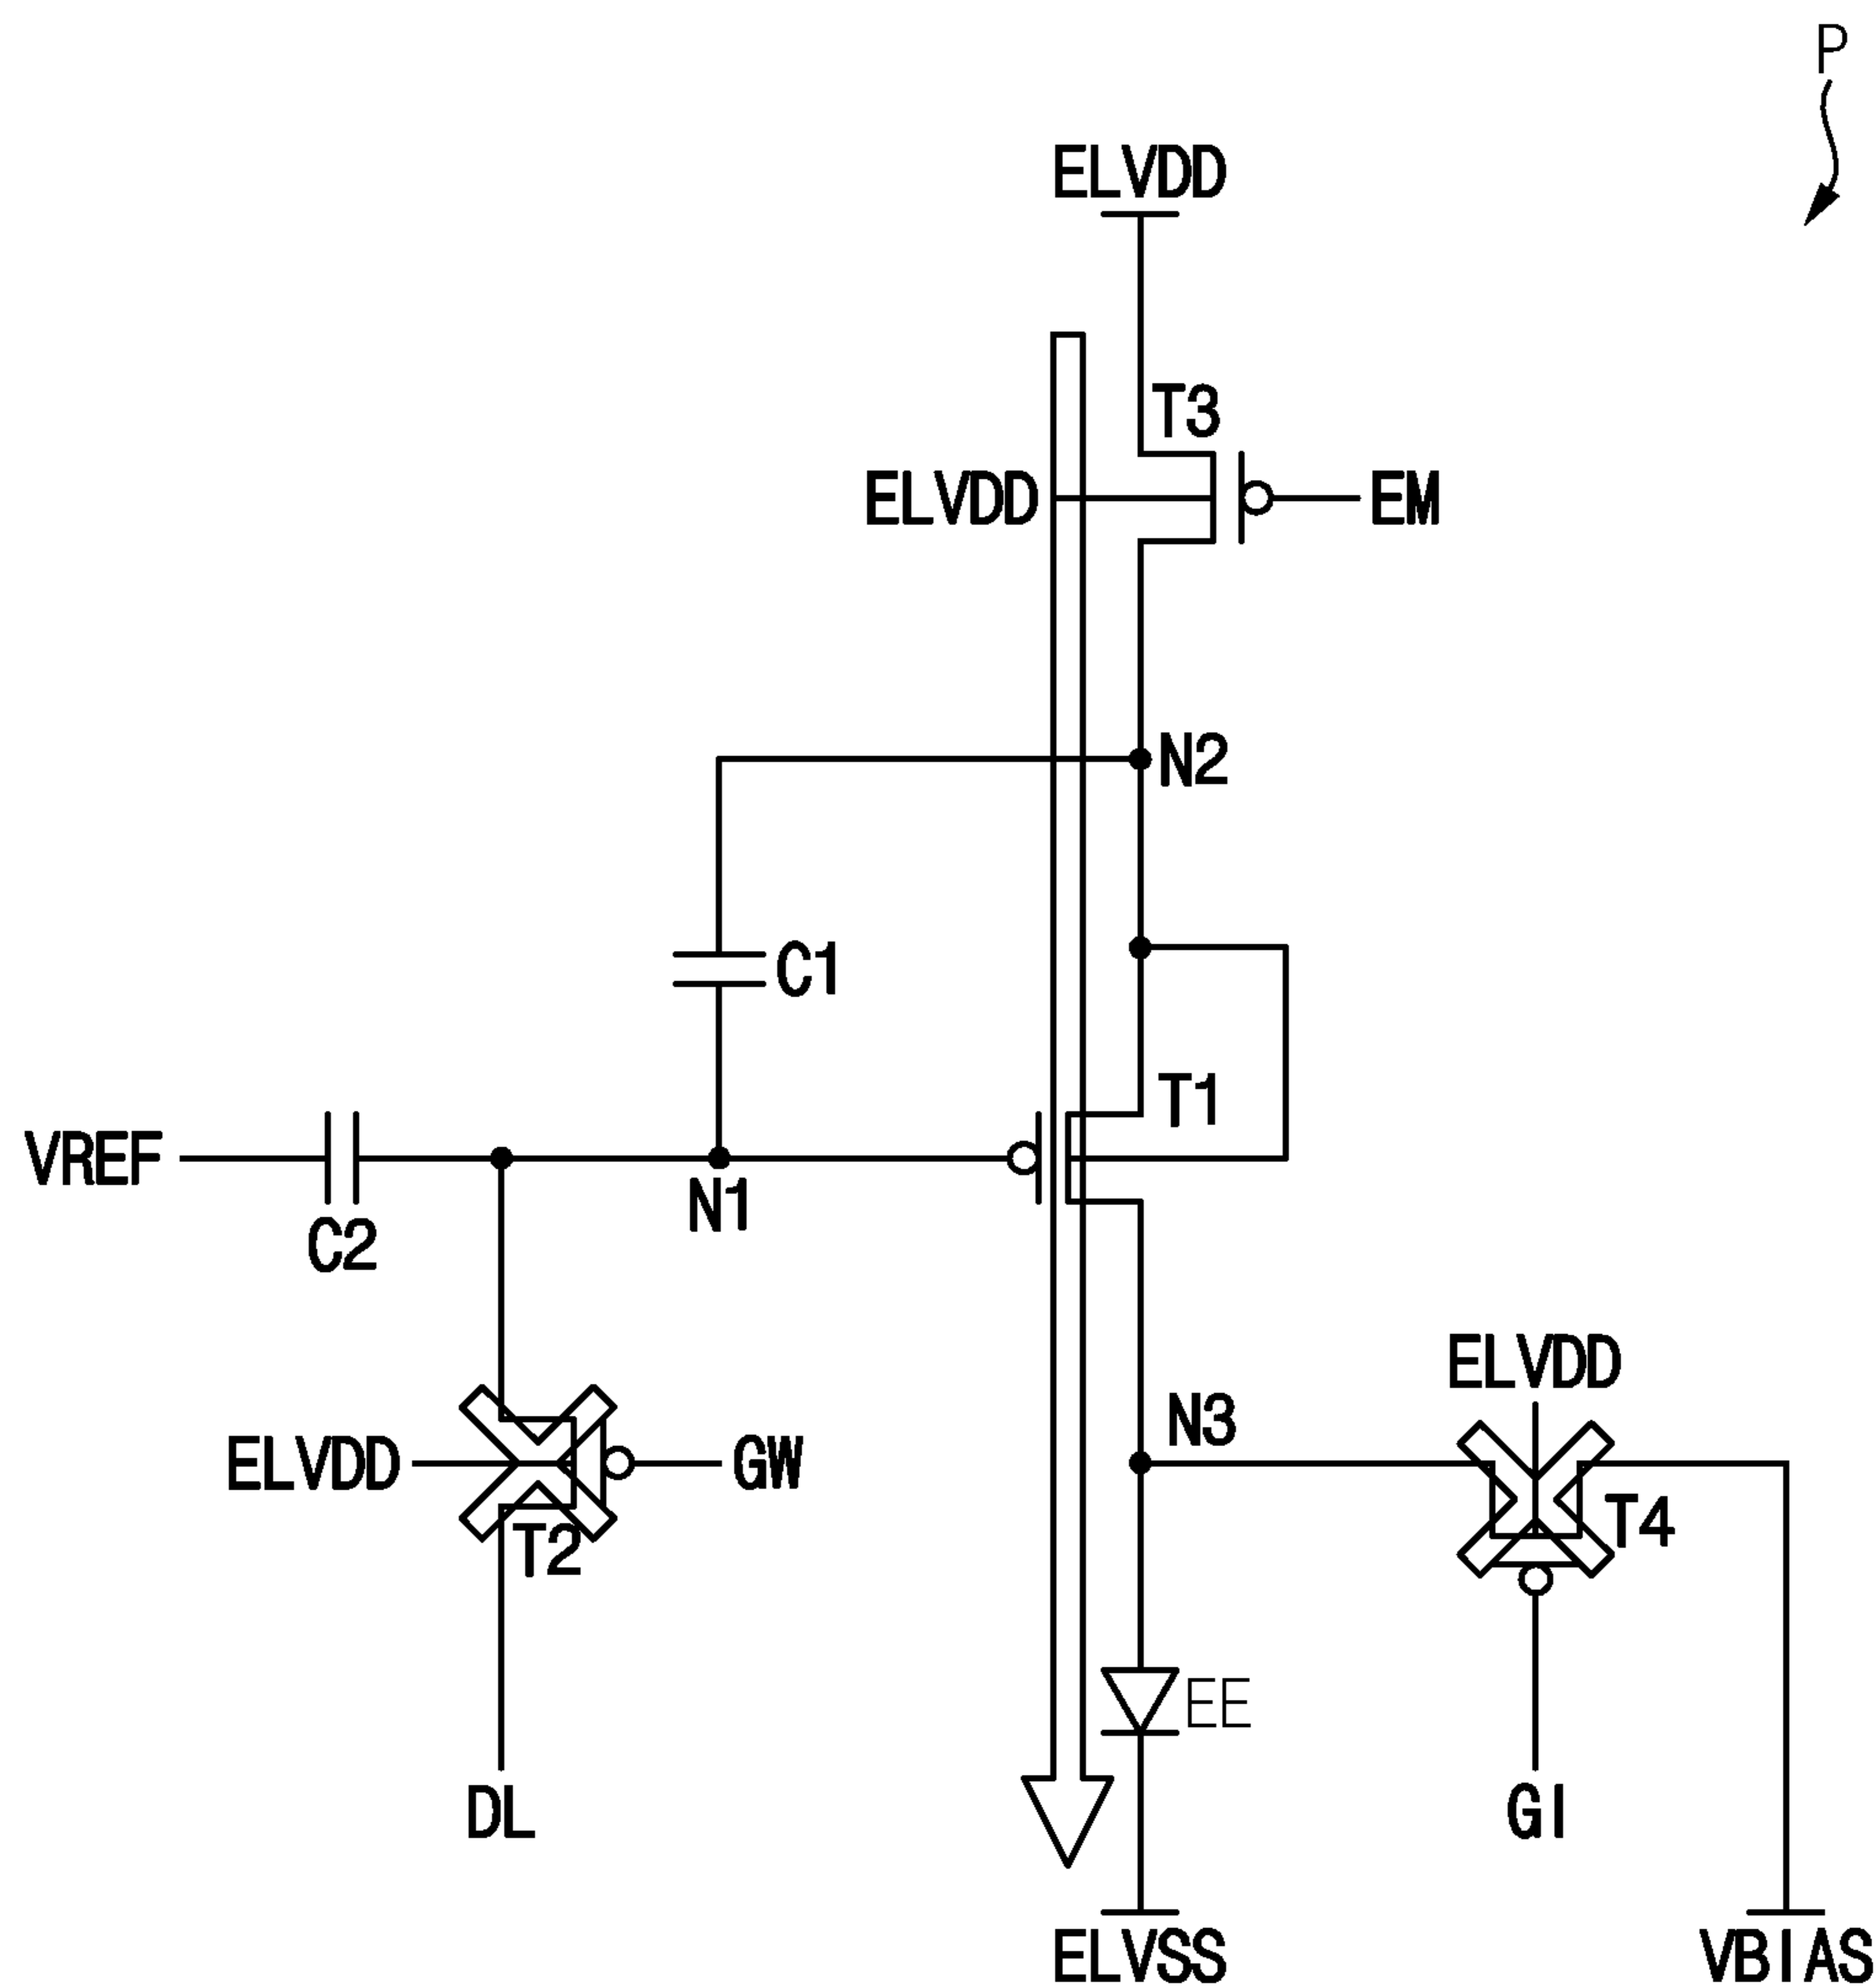 P
ELVDD
T3
ELVDD
EM
N2
C1
T1
VREF
N1
C2
ELVDD
N3
ELVDD
GW
T4
T2
EE
DL
GI
ELVSS
VBIAS